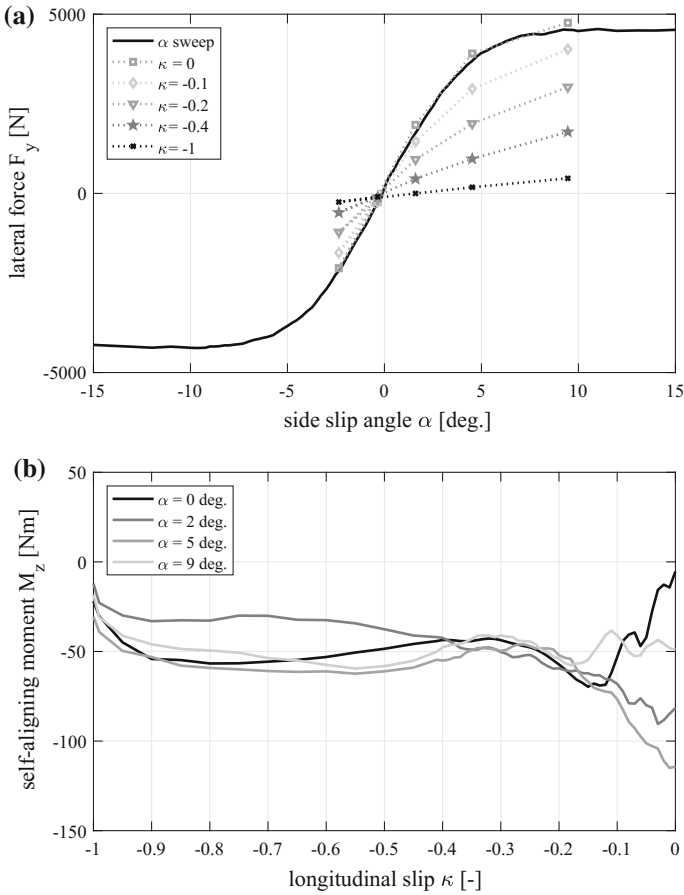 (a)
5000
0
-5000
lateral force F_y [N]
α sweep
κ = 0
κ = -0.1
κ = -0.2
κ = -0.4
κ = -1
-15
-10
-5
0
5
10
15
side slip angle α [deg.]
(b)
50
0
-50
-100
-150
self-aligning moment M_z [Nm]
α = 0 deg.
α = 2 deg.
α = 5 deg.
α = 9 deg.
-1
-0.9
-0.8
-0.7
-0.6
-0.5
-0.4
-0.3
-0.2
-0.1
0
longitudinal slip κ [-]